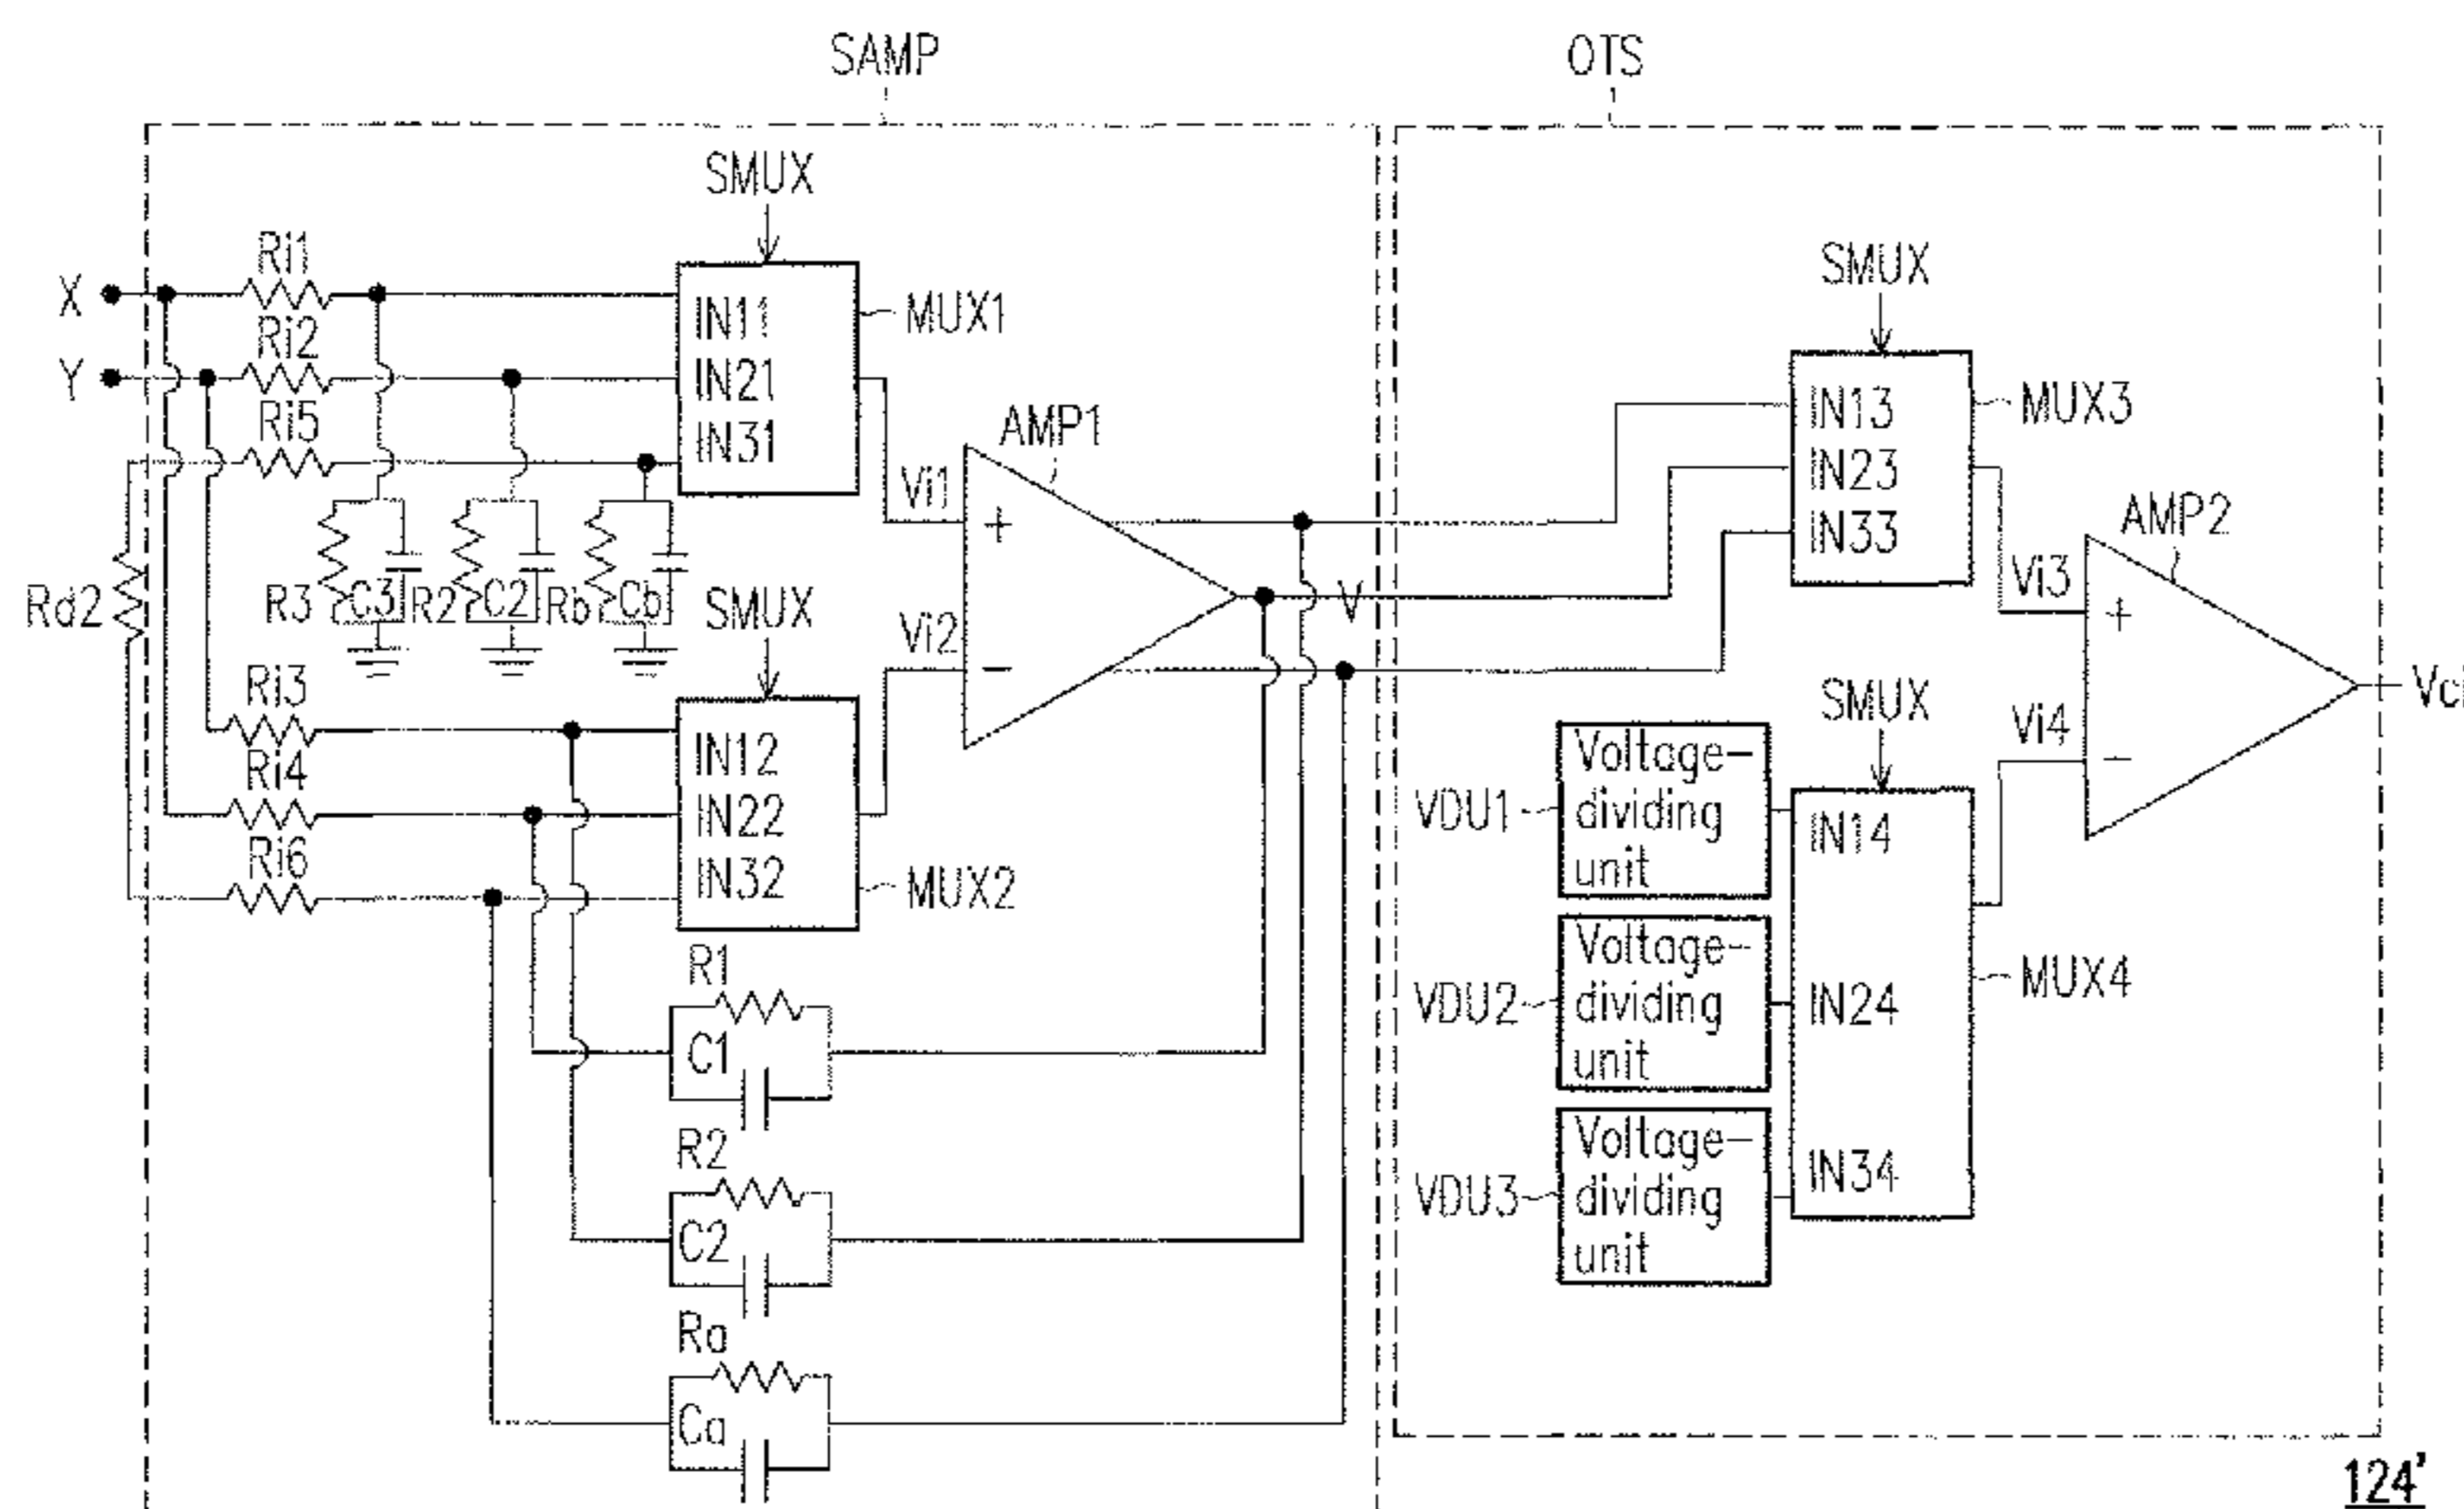 SAMP
OTS
SMUX
X
Ri1
IN11
MUX1
Y
Ri2
IN21
Ri5
IN31
SMUX
IN13
MUX3
IN23
IN33
AMP1
Vi1
+
AMP2
Rd2
R3
C3
R2
C2
Rb
Cb
SMUX
V
Vi3
+
Vi2
−
Ri3
IN12
Ri4
IN22
Ri6
IN32
MUX2
SMUX
Vi4
−
VDU1
Voltage-
dividing
unit
IN14
VDU2
Voltage-
dividing
unit
IN24
MUX4
VDU3
Voltage-
dividing
unit
IN34
R1
C1
R2
C2
Ra
Ca
124'